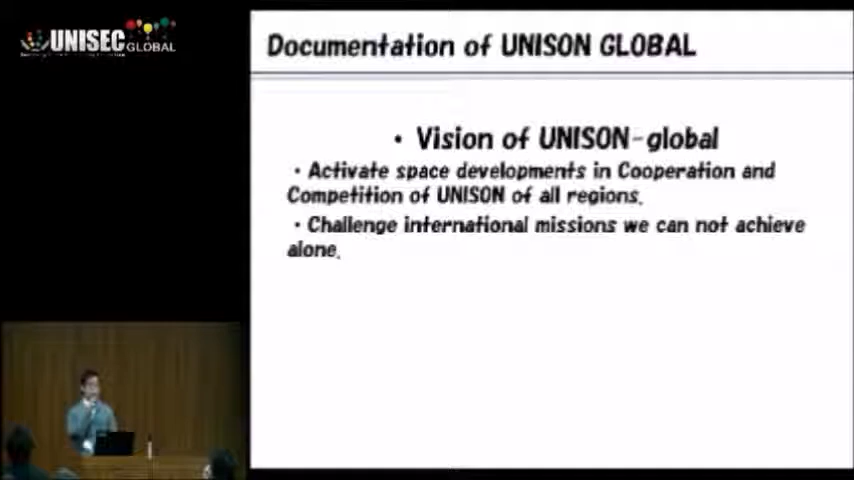 UNISEC GLOBAL
Documentation of UNISON GLOBAL
・Vision of UNISON-global
・Activate space developments in Cooperation and
Competition of UNISON of all regions.
・Challenge international missions we can not achieve
alone.